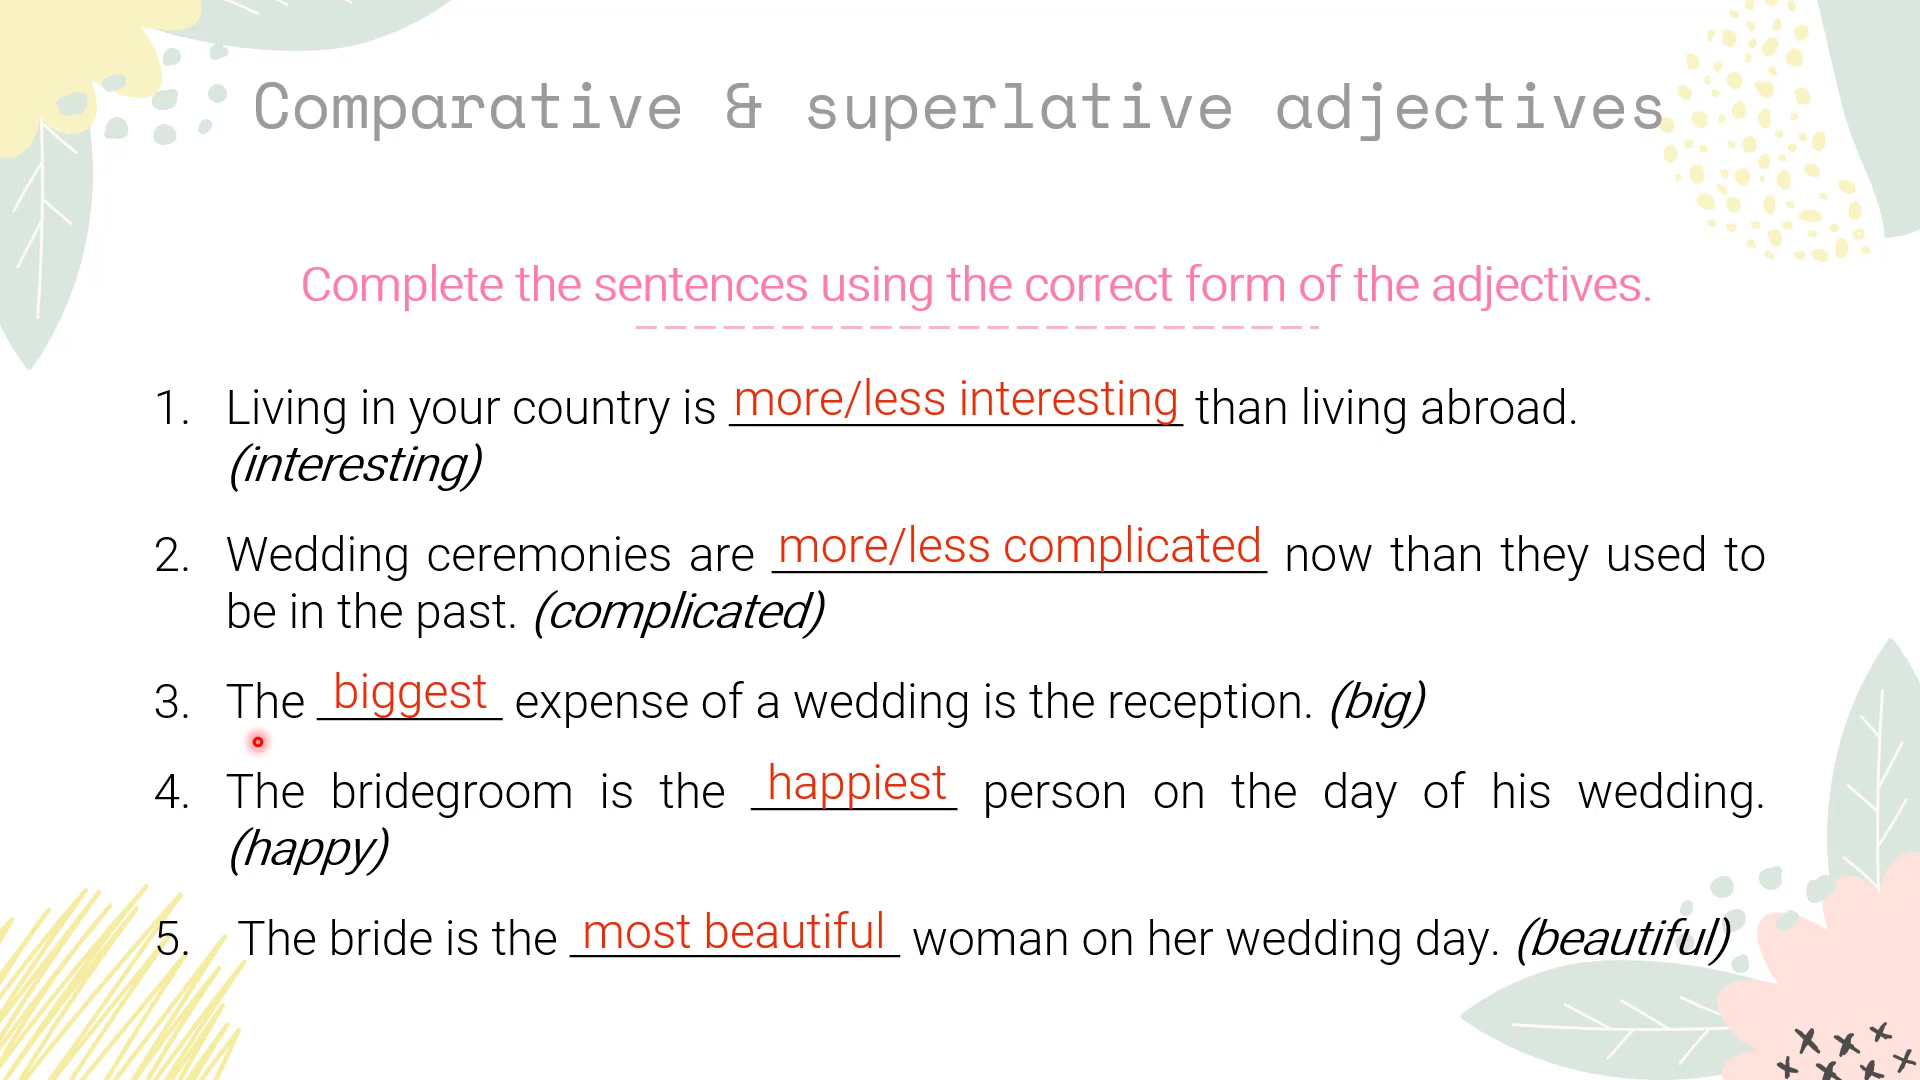 Comparative & superlative adjectives
Complete the sentences using the correct form of the adjectives.
1. Living in your country is more/less interesting than living abroad.
(interesting)
2. Wedding ceremonies are more/less complicated now than they used to
be in the past. (complicated)
3. The biggest expense of a wedding is the reception. (big)
4. The bridegroom is the happiest person on the day of his wedding.
(happy)
5. The bride is the most beautiful woman on her wedding day. (beautiful)